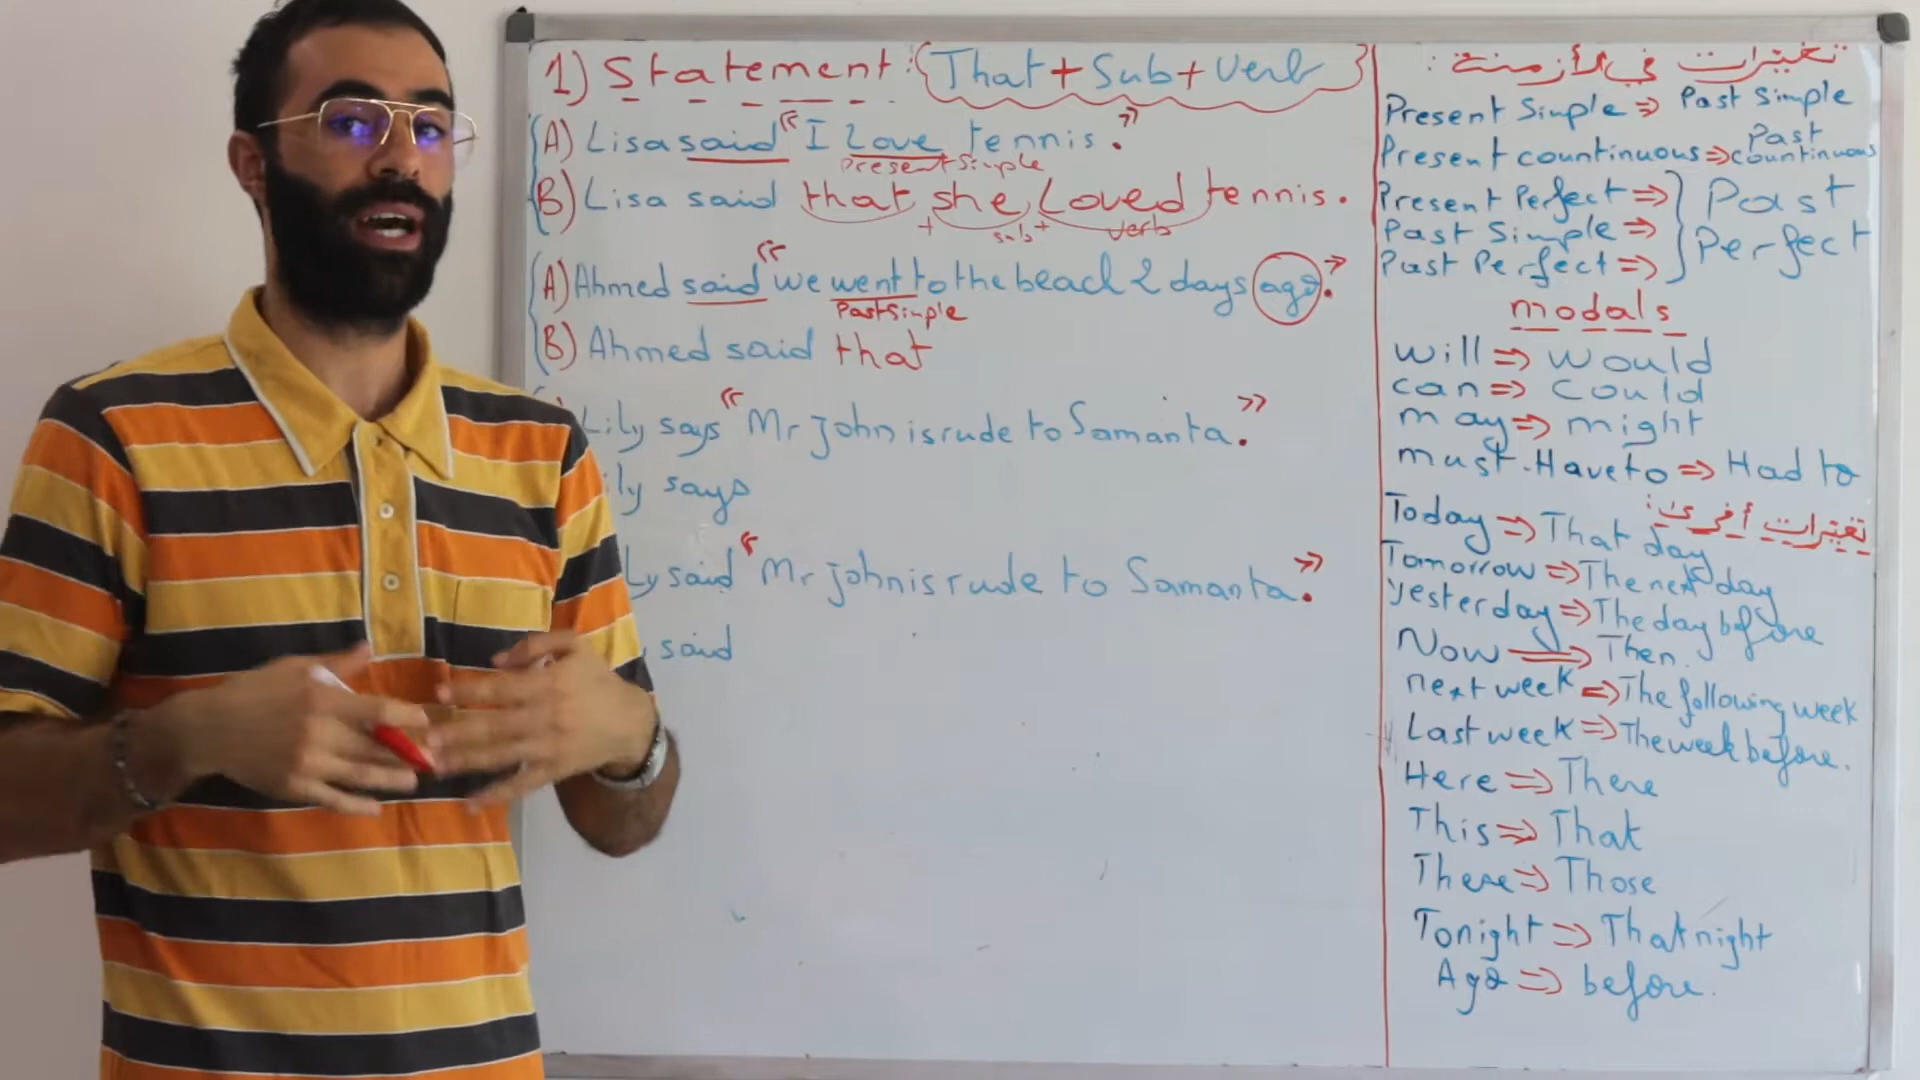 1) Statement: {That + Sub + Verb}
A) Lisa said "I Love tennis."
Present Simple
B) Lisa said that she Loved tennis.
+ sub + verb
A) Ahmed said "we went to the beach 2 days ago."
Past Simple
B) Ahmed said that
Lily says "Mr John is rude to Samanta."
ily says
Ly said "Mr john is rude to Samanta."
said
تغيرات في الأزمنة :
Present Simple => Past Simple
Present countinuous => Past countinuous
Present Perfect =>
Past Simple =>
Past Perfect =>
Past Perfect
modals
will => would
can => Could
may => might
must - Have to => Had to
تغيرات أخرى :
Today => That day
Tomorrow => The next day
yesterday => The day before
Now => Then.
next week => The following week
Last week => The week before.
Here => There
This => That
These => Those
Tonight => That night
Ago => before.